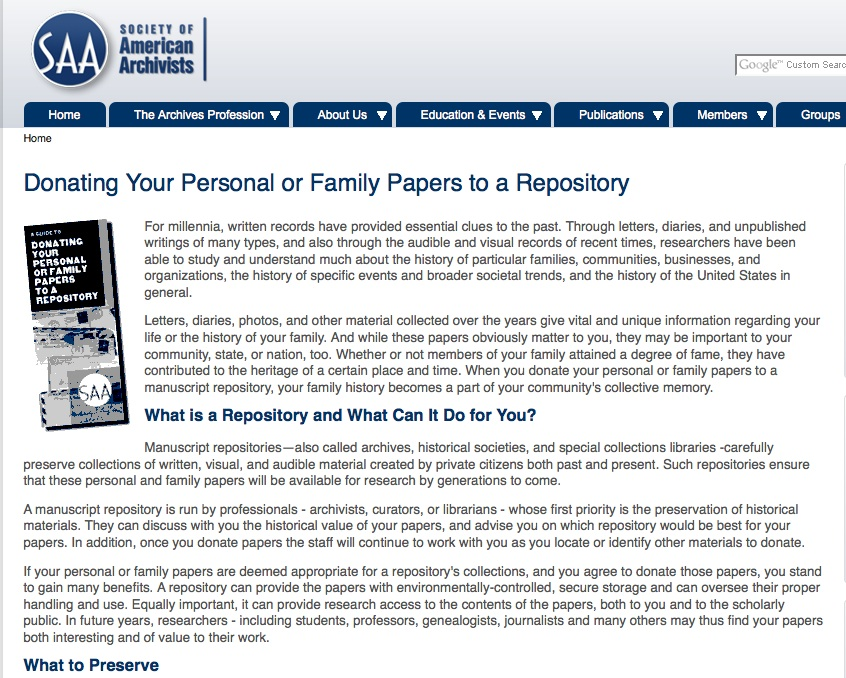 SAA
SOCIETY OF
American
Archivists
Google™ Custom Searc
Home
The Archives Profession
About Us
Education & Events
Publications
Members
Groups
Home
Donating Your Personal or Family Papers to a Repository
A GUIDE TO
DONATING
YOUR
PERSONAL
OR FAMILY
PAPERS
TO A
REPOSITORY
SAA
For millennia, written records have provided essential clues to the past. Through letters, diaries, and unpublished
writings of many types, and also through the audible and visual records of recent times, researchers have been
able to study and understand much about the history of particular families, communities, businesses, and
organizations, the history of specific events and broader societal trends, and the history of the United States in
general.
Letters, diaries, photos, and other material collected over the years give vital and unique information regarding your
life or the history of your family. And while these papers obviously matter to you, they may be important to your
community, state, or nation, too. Whether or not members of your family attained a degree of fame, they have
contributed to the heritage of a certain place and time. When you donate your personal or family papers to a
manuscript repository, your family history becomes a part of your community's collective memory.
What is a Repository and What Can It Do for You?
Manuscript repositories—also called archives, historical societies, and special collections libraries -carefully
preserve collections of written, visual, and audible material created by private citizens both past and present. Such repositories ensure
that these personal and family papers will be available for research by generations to come.
A manuscript repository is run by professionals - archivists, curators, or librarians - whose first priority is the preservation of historical
materials. They can discuss with you the historical value of your papers, and advise you on which repository would be best for your
papers. In addition, once you donate papers the staff will continue to work with you as you locate or identify other materials to donate.
If your personal or family papers are deemed appropriate for a repository's collections, and you agree to donate those papers, you stand
to gain many benefits. A repository can provide the papers with environmentally-controlled, secure storage and can oversee their proper
handling and use. Equally important, it can provide research access to the contents of the papers, both to you and to the scholarly
public. In future years, researchers - including students, professors, genealogists, journalists and many others may thus find your papers
both interesting and of value to their work.
What to Preserve